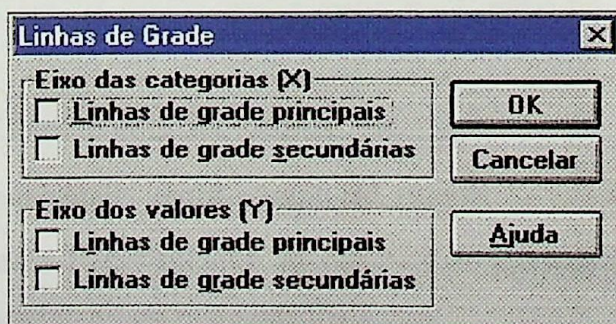 Linhas de Grade
Eixo das categorias (X)
Linhas de grade principais
Linhas de grade secundárias
Eixo dos valores (Y)
Linhas de grade principais
Linhas de grade secundárias
OK
Cancelar
Ajuda